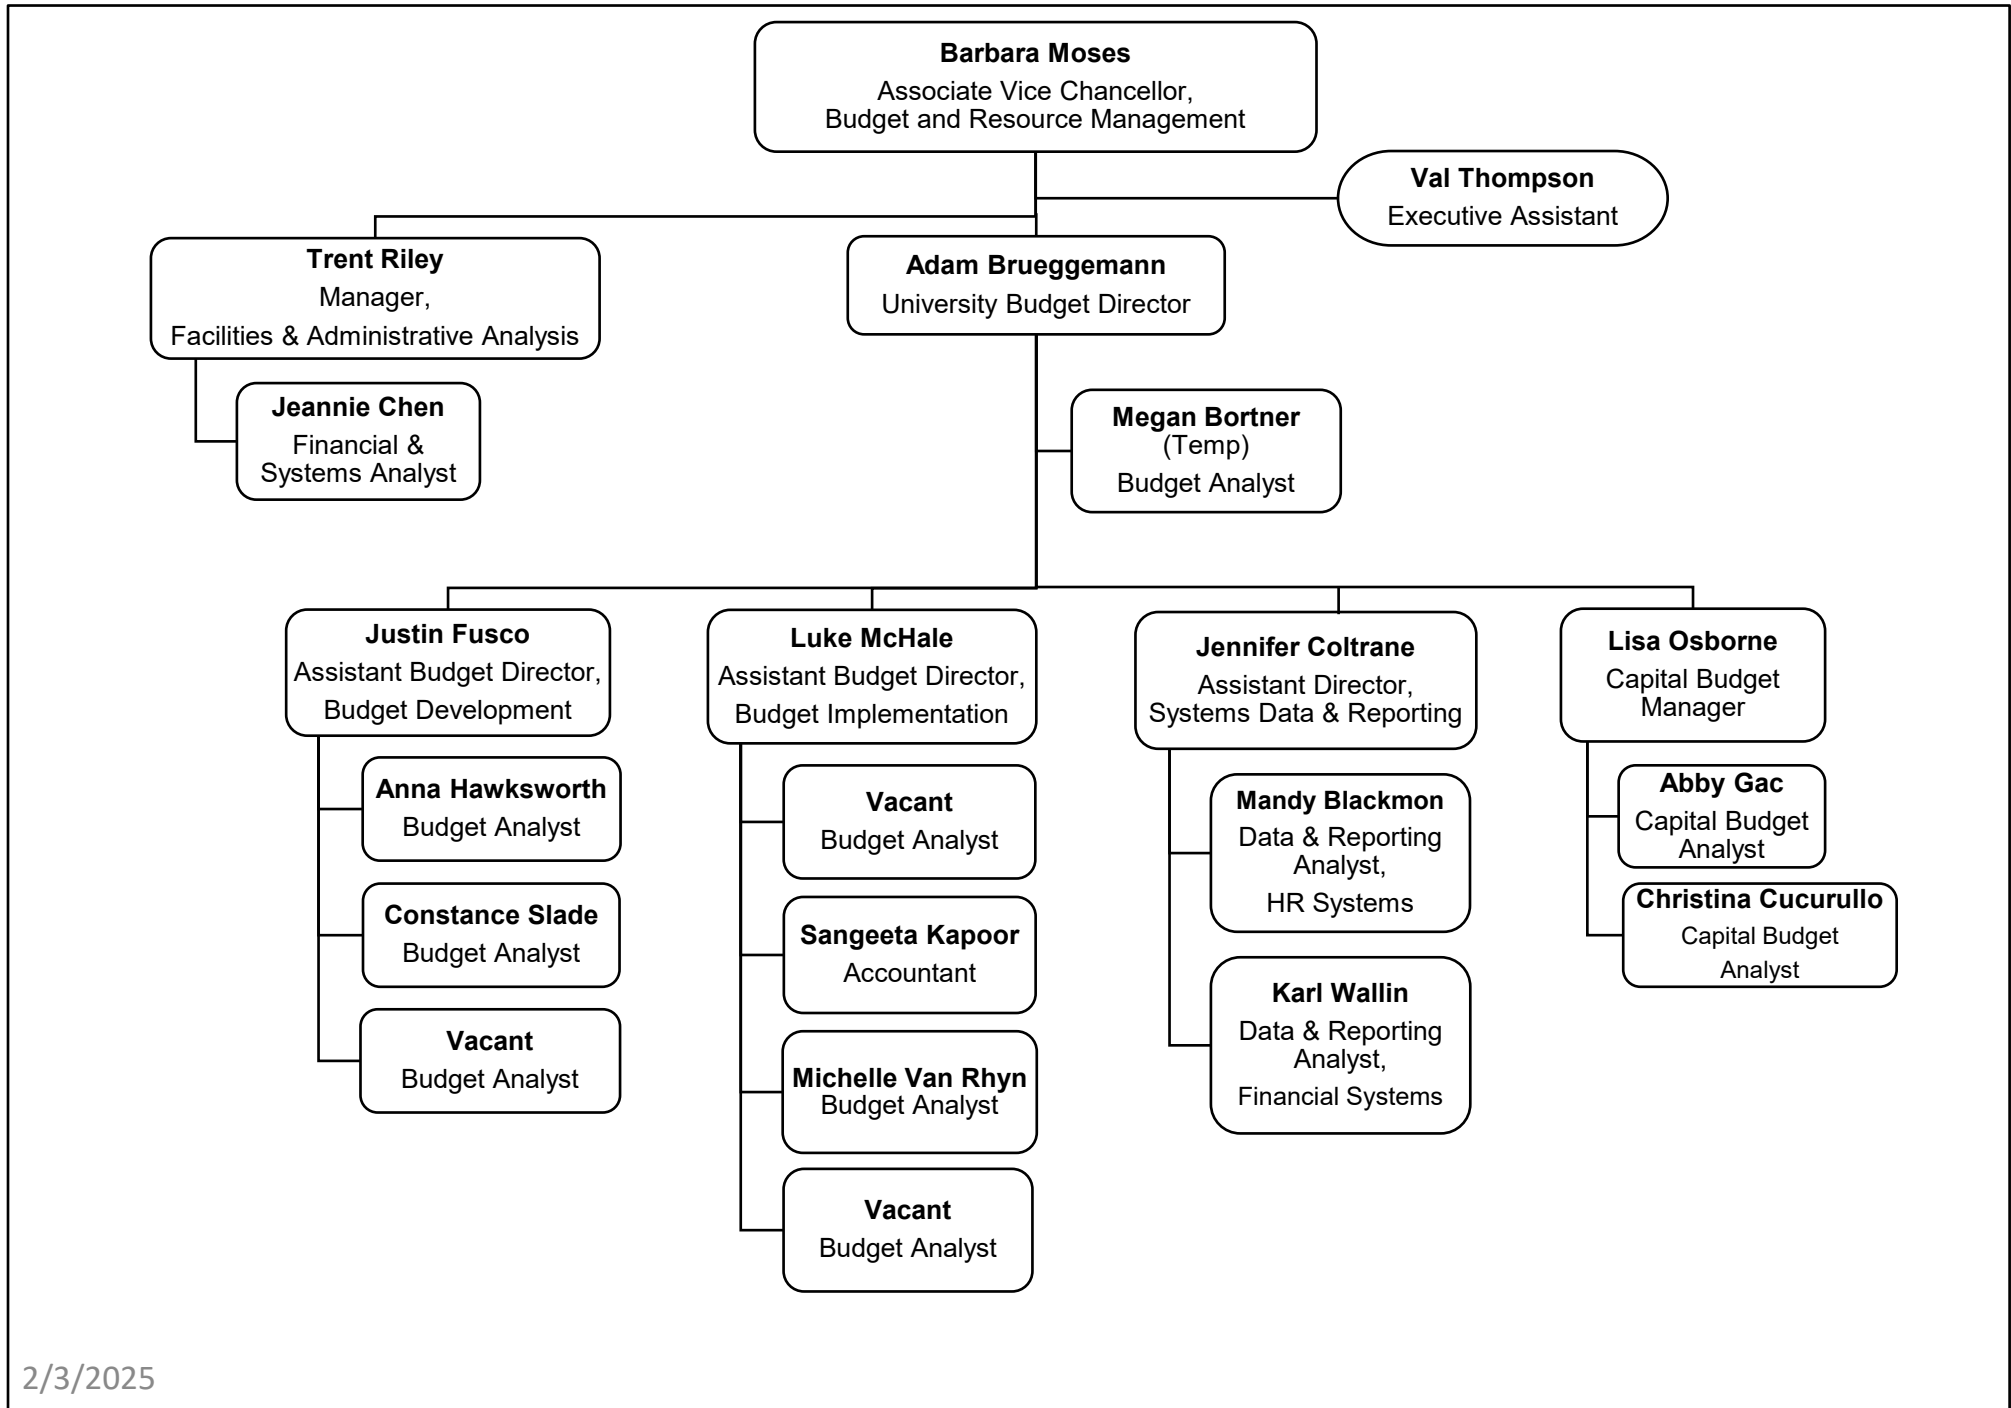 Barbara Moses
Associate Vice Chancellor,
Budget and Resource Management
Val Thompson
Executive Assistant
Trent Riley
Manager,
Facilities & Administrative Analysis
Adam Brueggemann
University Budget Director
Jeannie Chen
Financial &
Systems Analyst
Megan Bortner
(Temp)
Budget Analyst
Justin Fusco
Assistant Budget Director,
Budget Development
Anna Hawksworth
Budget Analyst
Constance Slade
Budget Analyst
Vacant
Budget Analyst
Luke McHale
Assistant Budget Director,
Budget Implementation
Vacant
Budget Analyst
Sangeeta Kapoor
Accountant
Michelle Van Rhyn
Budget Analyst
Vacant
Budget Analyst
Jennifer Coltrane
Assistant Director,
Systems Data & Reporting
Mandy Blackmon
Data & Reporting
Analyst,
HR Systems
Karl Wallin
Data & Reporting
Analyst,
Financial Systems
Lisa Osborne
Capital Budget
Manager
Abby Gac
Capital Budget
Analyst
Christina Cucurullo
Capital Budget
Analyst
2/3/2025